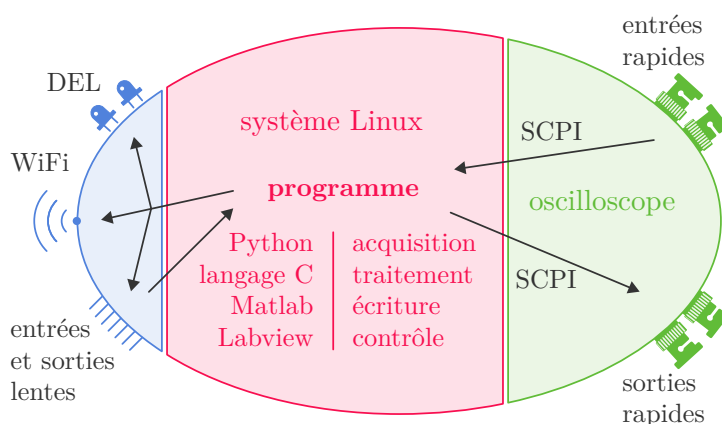 entrées
rapides
DEL
système Linux
SCPI
WiFi
programme
oscilloscope
Python
langage C
Matlab
Labview
acquisition
traitement
écriture
contrôle
SCPI
entrées
et sorties
lentes
sorties
rapides